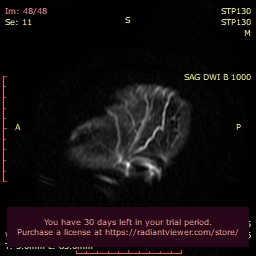 Im: 48/48
Se: 11
S
STP130
STP130
M
SAG DWI B 1000
A
P
You have 30 days left in your trial period.
Purchase a license at https://radiantviewer.com/store/